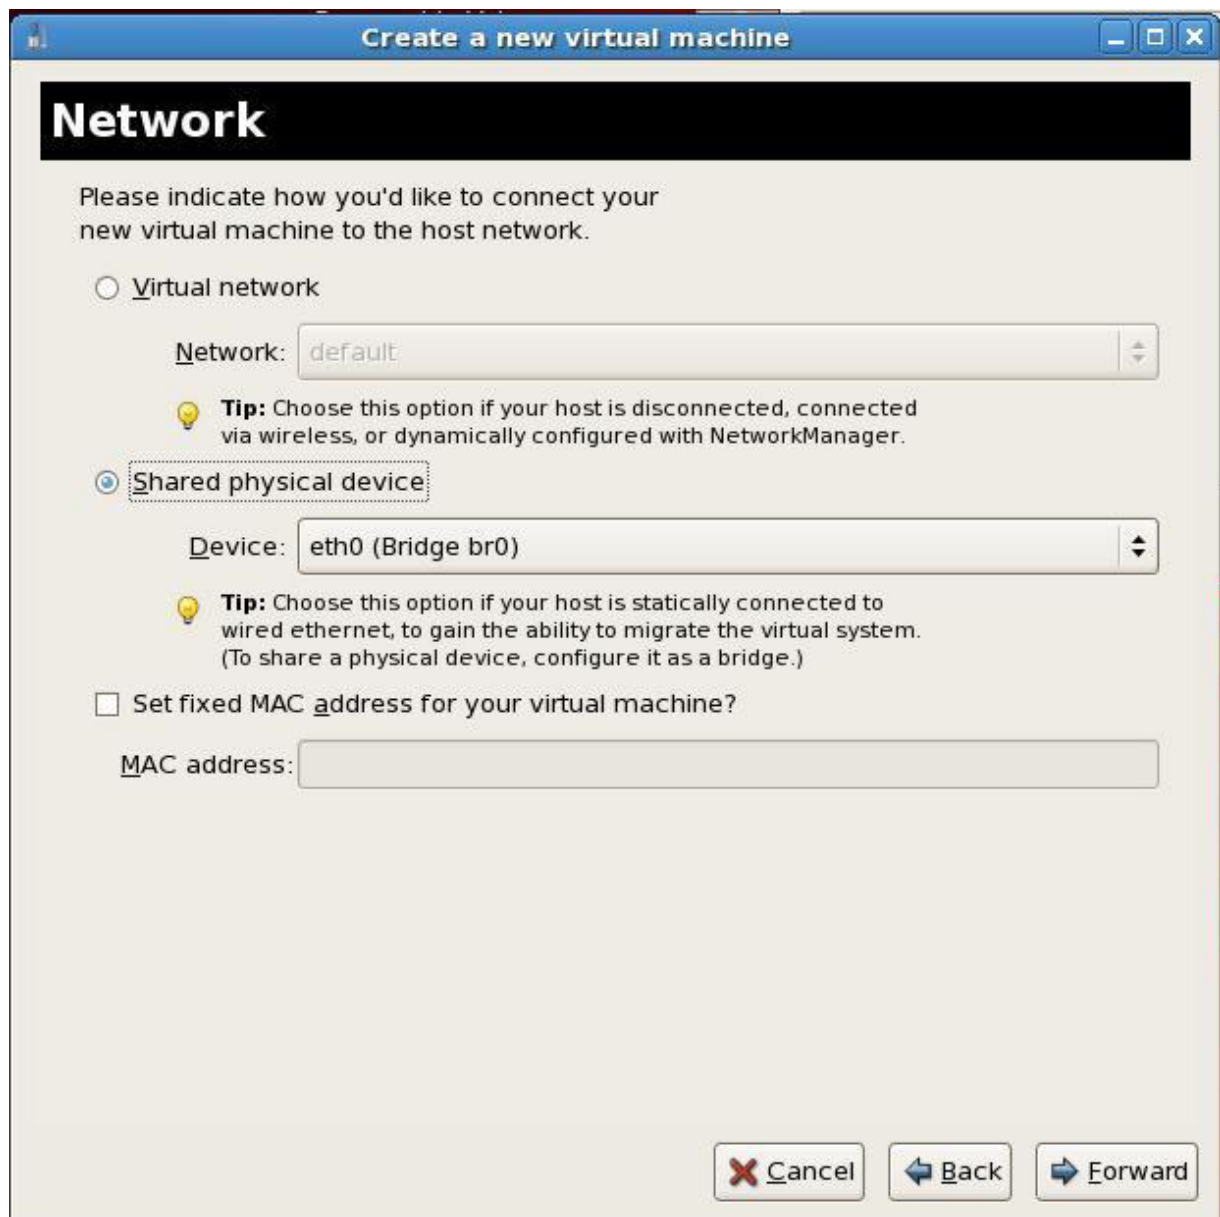 Create a new virtual machine
Network
Please indicate how you'd like to connect your
new virtual machine to the host network.
Virtual network
Network: default
Tip: Choose this option if your host is disconnected, connected
via wireless, or dynamically configured with NetworkManager.
Shared physical device
Device: eth0 (Bridge br0)
Tip: Choose this option if your host is statically connected to
wired ethernet, to gain the ability to migrate the virtual system.
(To share a physical device, configure it as a bridge.)
Set fixed MAC address for your virtual machine?
MAC address:
Cancel Back Forward